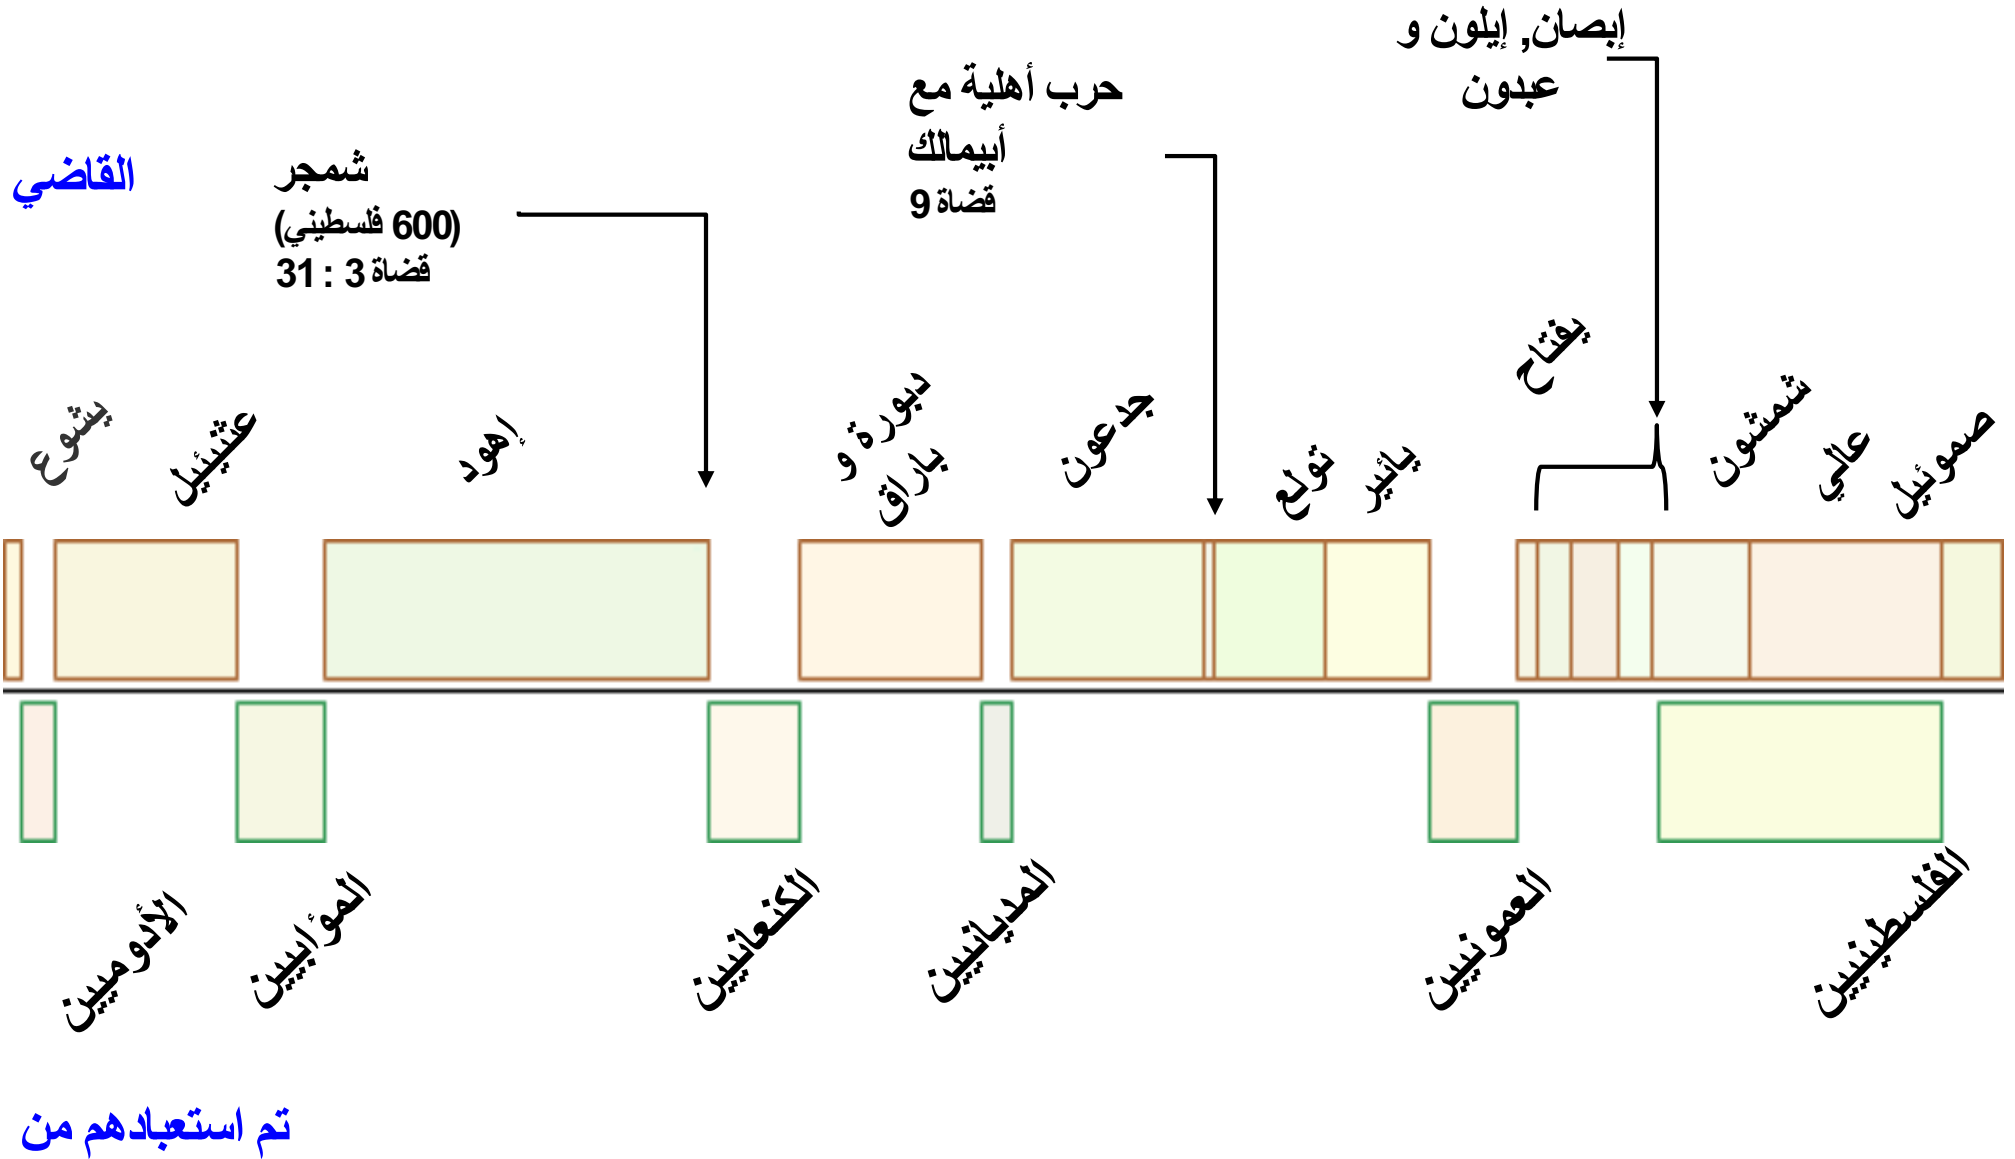 إبصان, إيلون و
عبدون
حرب أهلية مع
أبيمالك
قضاة 9
القاضي
شمجر
(600 فلسطيني)
قضاة 3 : 31
يشوع
عثنيئيل
إهود
دبورة و
باراق
جدعون
تولع
يائير
يفتاح
شمشون
عالي
صموئيل
الأدوميين
الموأبيين
الكنعانيين
المديانيين
العمونيين
الفلسطينيين
تم استعبادهم من